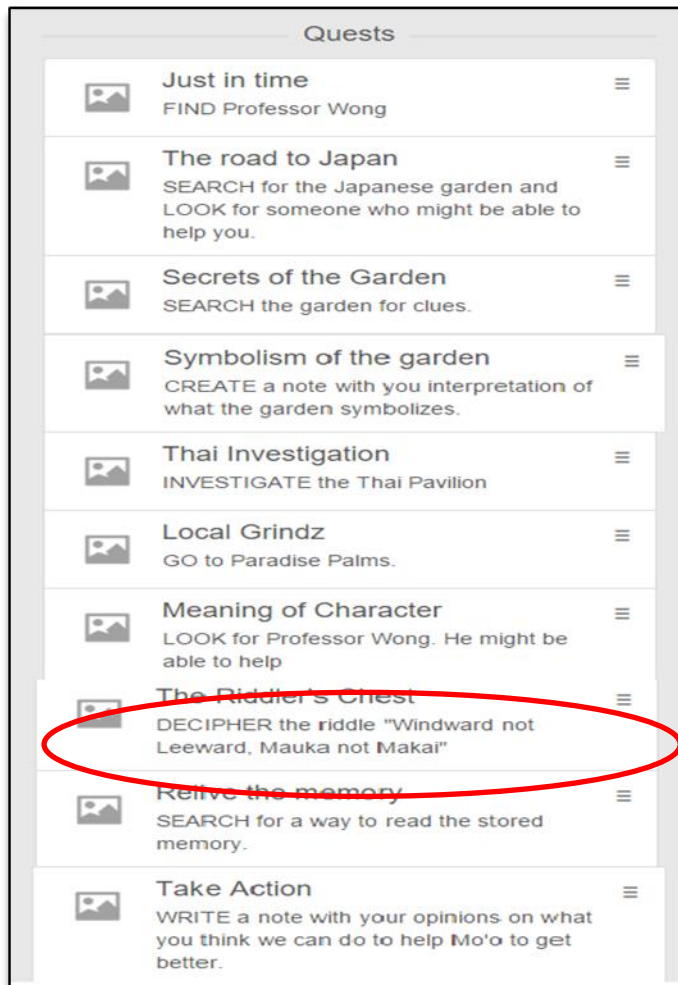 Quests
Just in time
FIND Professor Wong
The road to Japan
SEARCH for the Japanese garden and
LOOK for someone who might be able to
help you.
Secrets of the Garden
SEARCH the garden for clues.
Symbolism of the garden
CREATE a note with you interpretation of
what the garden symbolizes.
Thai Investigation
INVESTIGATE the Thai Pavilion
Local Grindz
GO to Paradise Palms.
Meaning of Character
LOOK for Professor Wong. He might be
able to help
The Riddler's Chest
DECIPHER the riddle "Windward not
Leeward, Mauka not Makai"
Relive the memory
SEARCH for a way to read the stored
memory.
Take Action
WRITE a note with your opinions on what
you think we can do to help Mo'o to get
better.